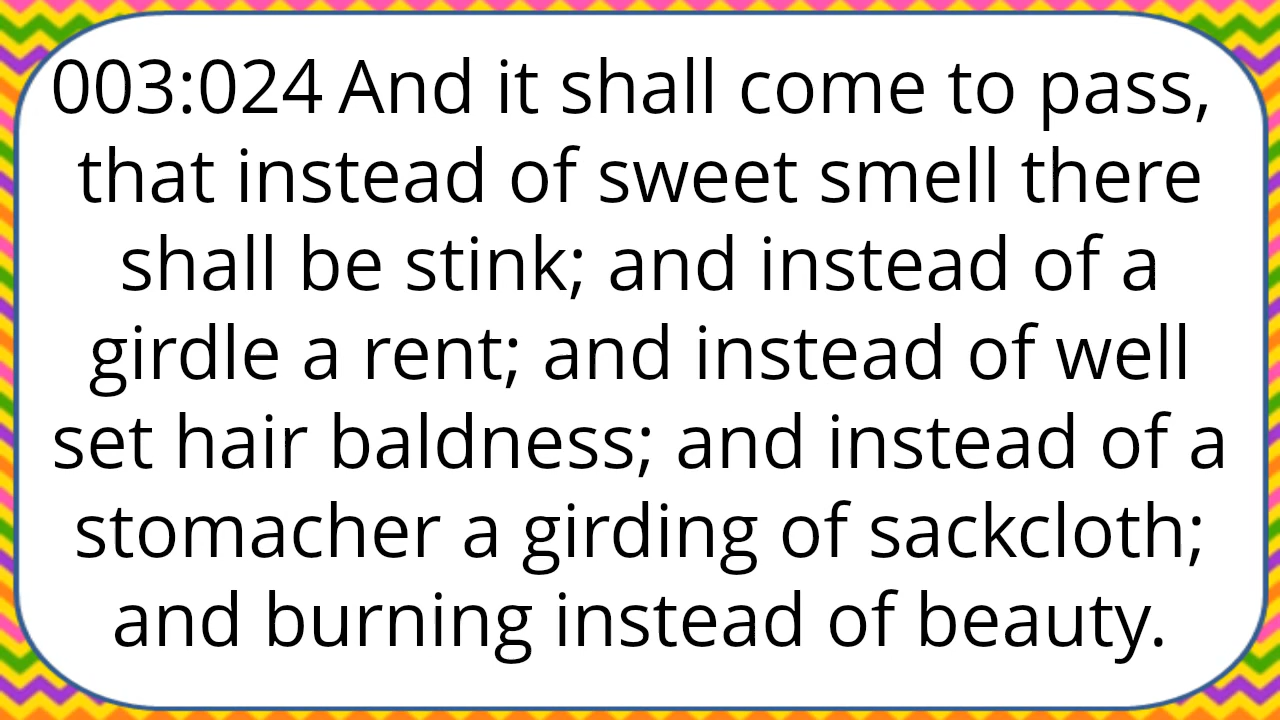 003:024 And it shall come to pass,
that instead of sweet smell there
shall be stink; and instead of a
girdle a rent; and instead of well
set hair baldness; and instead of a
stomacher a girding of sackcloth;
and burning instead of beauty.